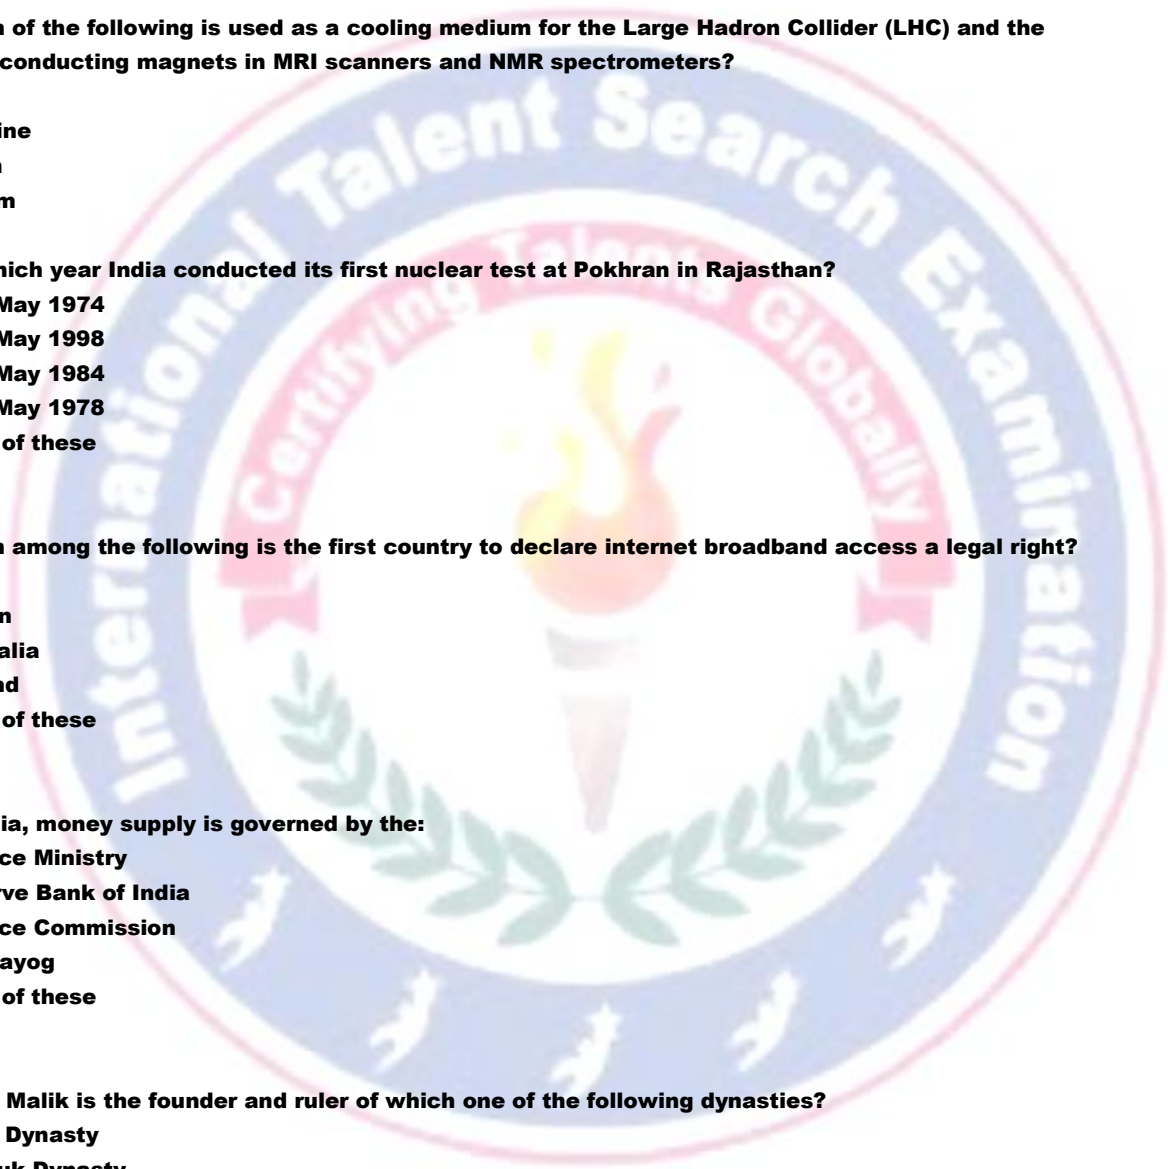 of the following is used as a cooling medium for the Large Hadron Collider (LHC) and the
conducting magnets in MRI scanners and NMR spectrometers?
ine
m
hich year India conducted its first nuclear test at Pokhran in Rajasthan?
May 1974
May 1998
May 1984
May 1978
of these
among the following is the first country to declare internet broadband access a legal right?
n
alia
nd
of these
ia, money supply is governed by the:
ce Ministry
rve Bank of India
ce Commission
ayog
of these
Malik is the founder and ruler of which one of the following dynasties?
Dynasty
uk Dynasty
International Talent Search Examination
Certifying Talents Globally